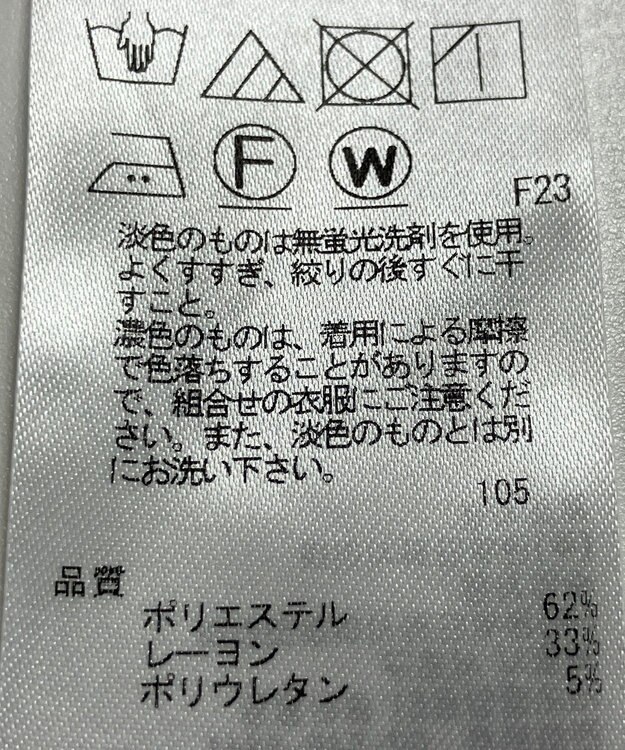 F
W
F23
淡色のものは無蛍光洗剤を使用。
よくすすぎ、絞りの後すぐに干
すこと。
濃色のものは、着用による摩擦
で色落ちすることがありますの
で、組合せの衣服にご注意くだ
さい。また、淡色のものとは別
にお洗い下さい。
105
品質
ポリエステル 62%
レーヨン 33%
ポリウレタン 5%